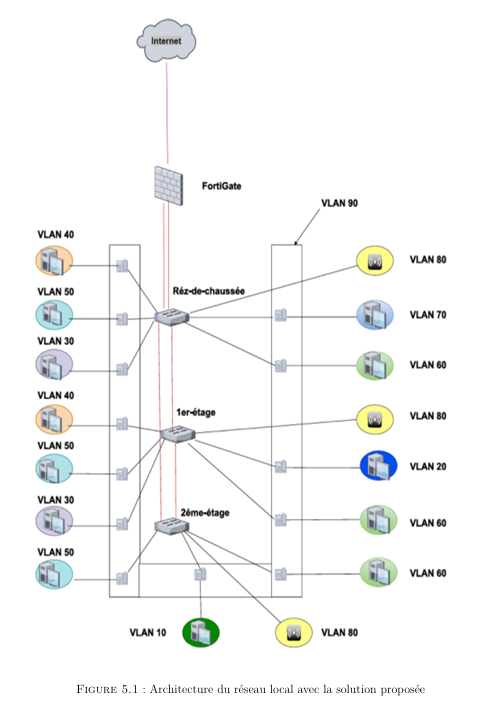 Internet
FortiGate
VLAN 90
VLAN 40
VLAN 80
Réz-de-chaussée
VLAN 50
VLAN 70
VLAN 30
VLAN 60
VLAN 40
1er-étage
VLAN 80
VLAN 50
VLAN 20
VLAN 30
2éme-étage
VLAN 60
VLAN 50
VLAN 60
VLAN 10
VLAN 80
FIGURE 5.1 : Architecture du réseau local avec la solution proposée